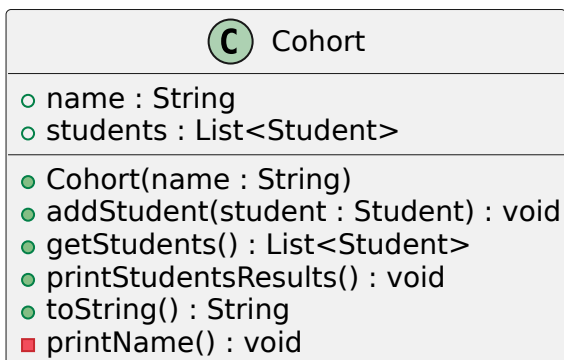 C Cohort
name : String
students : List<Student>
Cohort(name : String)
addStudent(student : Student) : void
getStudents() : List<Student>
printStudentsResults() : void
toString() : String
printName() : void